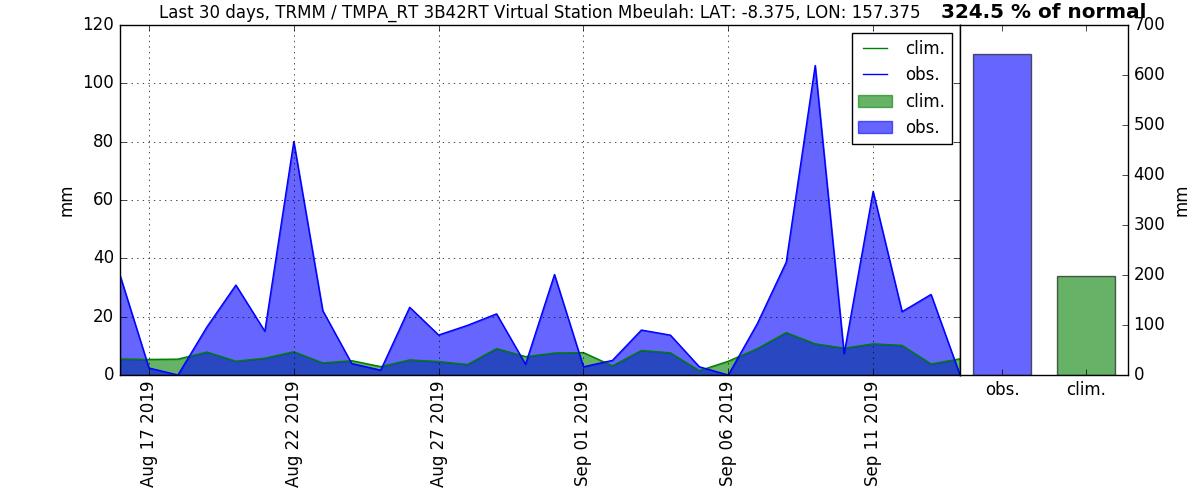 Last 30 days, TRMM / TMPA_RT 3B42RT Virtual Station Mbeulah: LAT: -8.375, LON: 157.375
324.5 % of normal
120
100
80
60
40
20
0
mm
clim.
obs.
clim.
obs.
Aug 17 2019
Aug 22 2019
Aug 27 2019
Sep 01 2019
Sep 06 2019
Sep 11 2019
700
600
500
400
300
200
100
0
mm
obs.
clim.